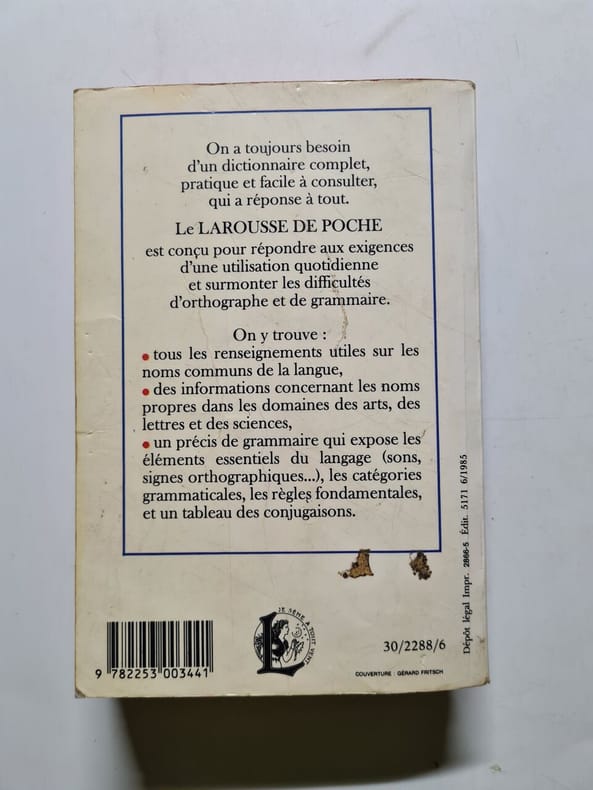 On a toujours besoin
d'un dictionnaire complet,
pratique et facile à consulter,
qui a réponse à tout.
Le LAROUSSE DE POCHE
est conçu pour répondre aux exigences
d'une utilisation quotidienne
et surmonter les difficultés
d'orthographe et de grammaire.
On y trouve :
• tous les renseignements utiles sur les
noms communs de la langue,
• des informations concernant les noms
propres dans les domaines des arts, des
lettres et des sciences,
• un précis de grammaire qui expose les
éléments essentiels du langage (sons,
signes orthographiques...), les catégories
grammaticales, les règles fondamentales,
et un tableau des conjugaisons.
Dépôt légal Impr. 2866-5 Édit. 5171 6/1985
9 782253 003441
JE SÈME À TOUT VENT
L
30/2288/6
COUVERTURE : GÉRARD FRITSCH